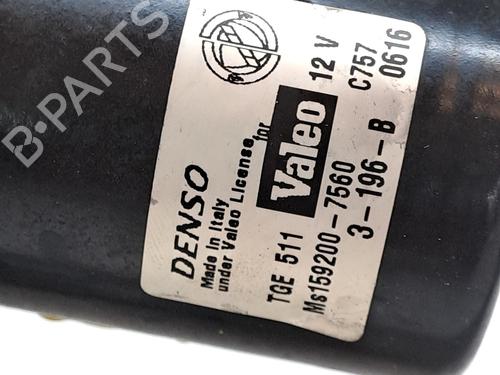 B-PARTS
DENSO
Made in Italy
under Valeo License for
TGE 511
Valeo
12 V
C757
Ms159200-7560
0616
3-196-B